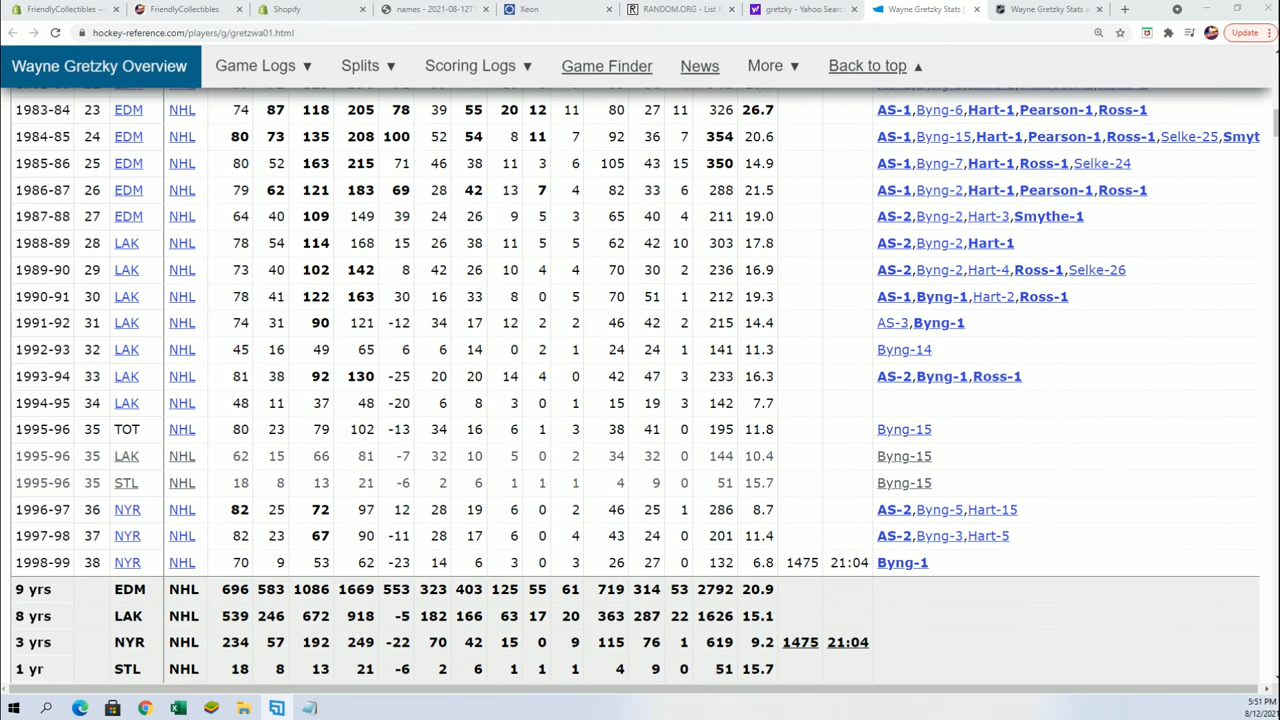 FriendlyCollectibles –
FriendlyCollectibles
Shopify
names - 2021-08-12T1
Xeon
RANDOM.ORG - List R
gretzky - Yahoo Searc
Wayne Gretzky Stats |
Wayne Gretzky Stats a
hockey-reference.com/players/g/gretzwa01.html
Update
Wayne Gretzky Overview Game Logs ▼ Splits ▼ Scoring Logs ▼ Game Finder News More ▼ Back to top ▲
1983-84 23 EDM NHL 74 87 118 205 78 39 55 20 12 11 80 27 11 326 26.7 AS-1,Byng-6,Hart-1,Pearson-1,Ross-1
1984-85 24 EDM NHL 80 73 135 208 100 52 54 8 11 7 92 36 7 354 20.6 AS-1,Byng-15,Hart-1,Pearson-1,Ross-1,Selke-25,Smyt
1985-86 25 EDM NHL 80 52 163 215 71 46 38 11 3 6 105 43 15 350 14.9 AS-1,Byng-7,Hart-1,Ross-1,Selke-24
1986-87 26 EDM NHL 79 62 121 183 69 28 42 13 7 4 82 33 6 288 21.5 AS-1,Byng-2,Hart-1,Pearson-1,Ross-1
1987-88 27 EDM NHL 64 40 109 149 39 24 26 9 5 3 65 40 4 211 19.0 AS-2,Byng-2,Hart-3,Smythe-1
1988-89 28 LAK NHL 78 54 114 168 15 26 38 11 5 5 62 42 10 303 17.8 AS-2,Byng-2,Hart-1
1989-90 29 LAK NHL 73 40 102 142 8 42 26 10 4 4 70 30 2 236 16.9 AS-2,Byng-2,Hart-4,Ross-1,Selke-26
1990-91 30 LAK NHL 78 41 122 163 30 16 33 8 0 5 70 51 1 212 19.3 AS-1,Byng-1,Hart-2,Ross-1
1991-92 31 LAK NHL 74 31 90 121 -12 34 17 12 2 2 46 42 2 215 14.4 AS-3,Byng-1
1992-93 32 LAK NHL 45 16 49 65 6 6 14 0 2 1 24 24 1 141 11.3 Byng-14
1993-94 33 LAK NHL 81 38 92 130 -25 20 20 14 4 0 42 47 3 233 16.3 AS-2,Byng-1,Ross-1
1994-95 34 LAK NHL 48 11 37 48 -20 6 8 3 0 1 15 19 3 142 7.7
1995-96 35 TOT NHL 80 23 79 102 -13 34 16 6 1 3 38 41 0 195 11.8 Byng-15
1995-96 35 LAK NHL 62 15 66 81 -7 32 10 5 0 2 34 32 0 144 10.4 Byng-15
1995-96 35 STL NHL 18 8 13 21 -6 2 6 1 1 1 4 9 0 51 15.7 Byng-15
1996-97 36 NYR NHL 82 25 72 97 12 28 19 6 0 2 46 25 1 286 8.7 AS-2,Byng-5,Hart-15
1997-98 37 NYR NHL 82 23 67 90 -11 28 17 6 0 4 43 24 0 201 11.4 AS-2,Byng-3,Hart-5
1998-99 38 NYR NHL 70 9 53 62 -23 14 6 3 0 3 26 27 0 132 6.8 1475 21:04 Byng-1
9 yrs EDM NHL 696 583 1086 1669 553 323 403 125 55 61 719 314 53 2792 20.9
8 yrs LAK NHL 539 246 672 918 -5 182 166 63 17 20 363 287 22 1626 15.1
3 yrs NYR NHL 234 57 192 249 -22 70 42 15 0 9 115 76 1 619 9.2 1475 21:04
1 yr STL NHL 18 8 13 21 -6 2 6 1 1 1 4 9 0 51 15.7
5:51 PM
8/12/2021